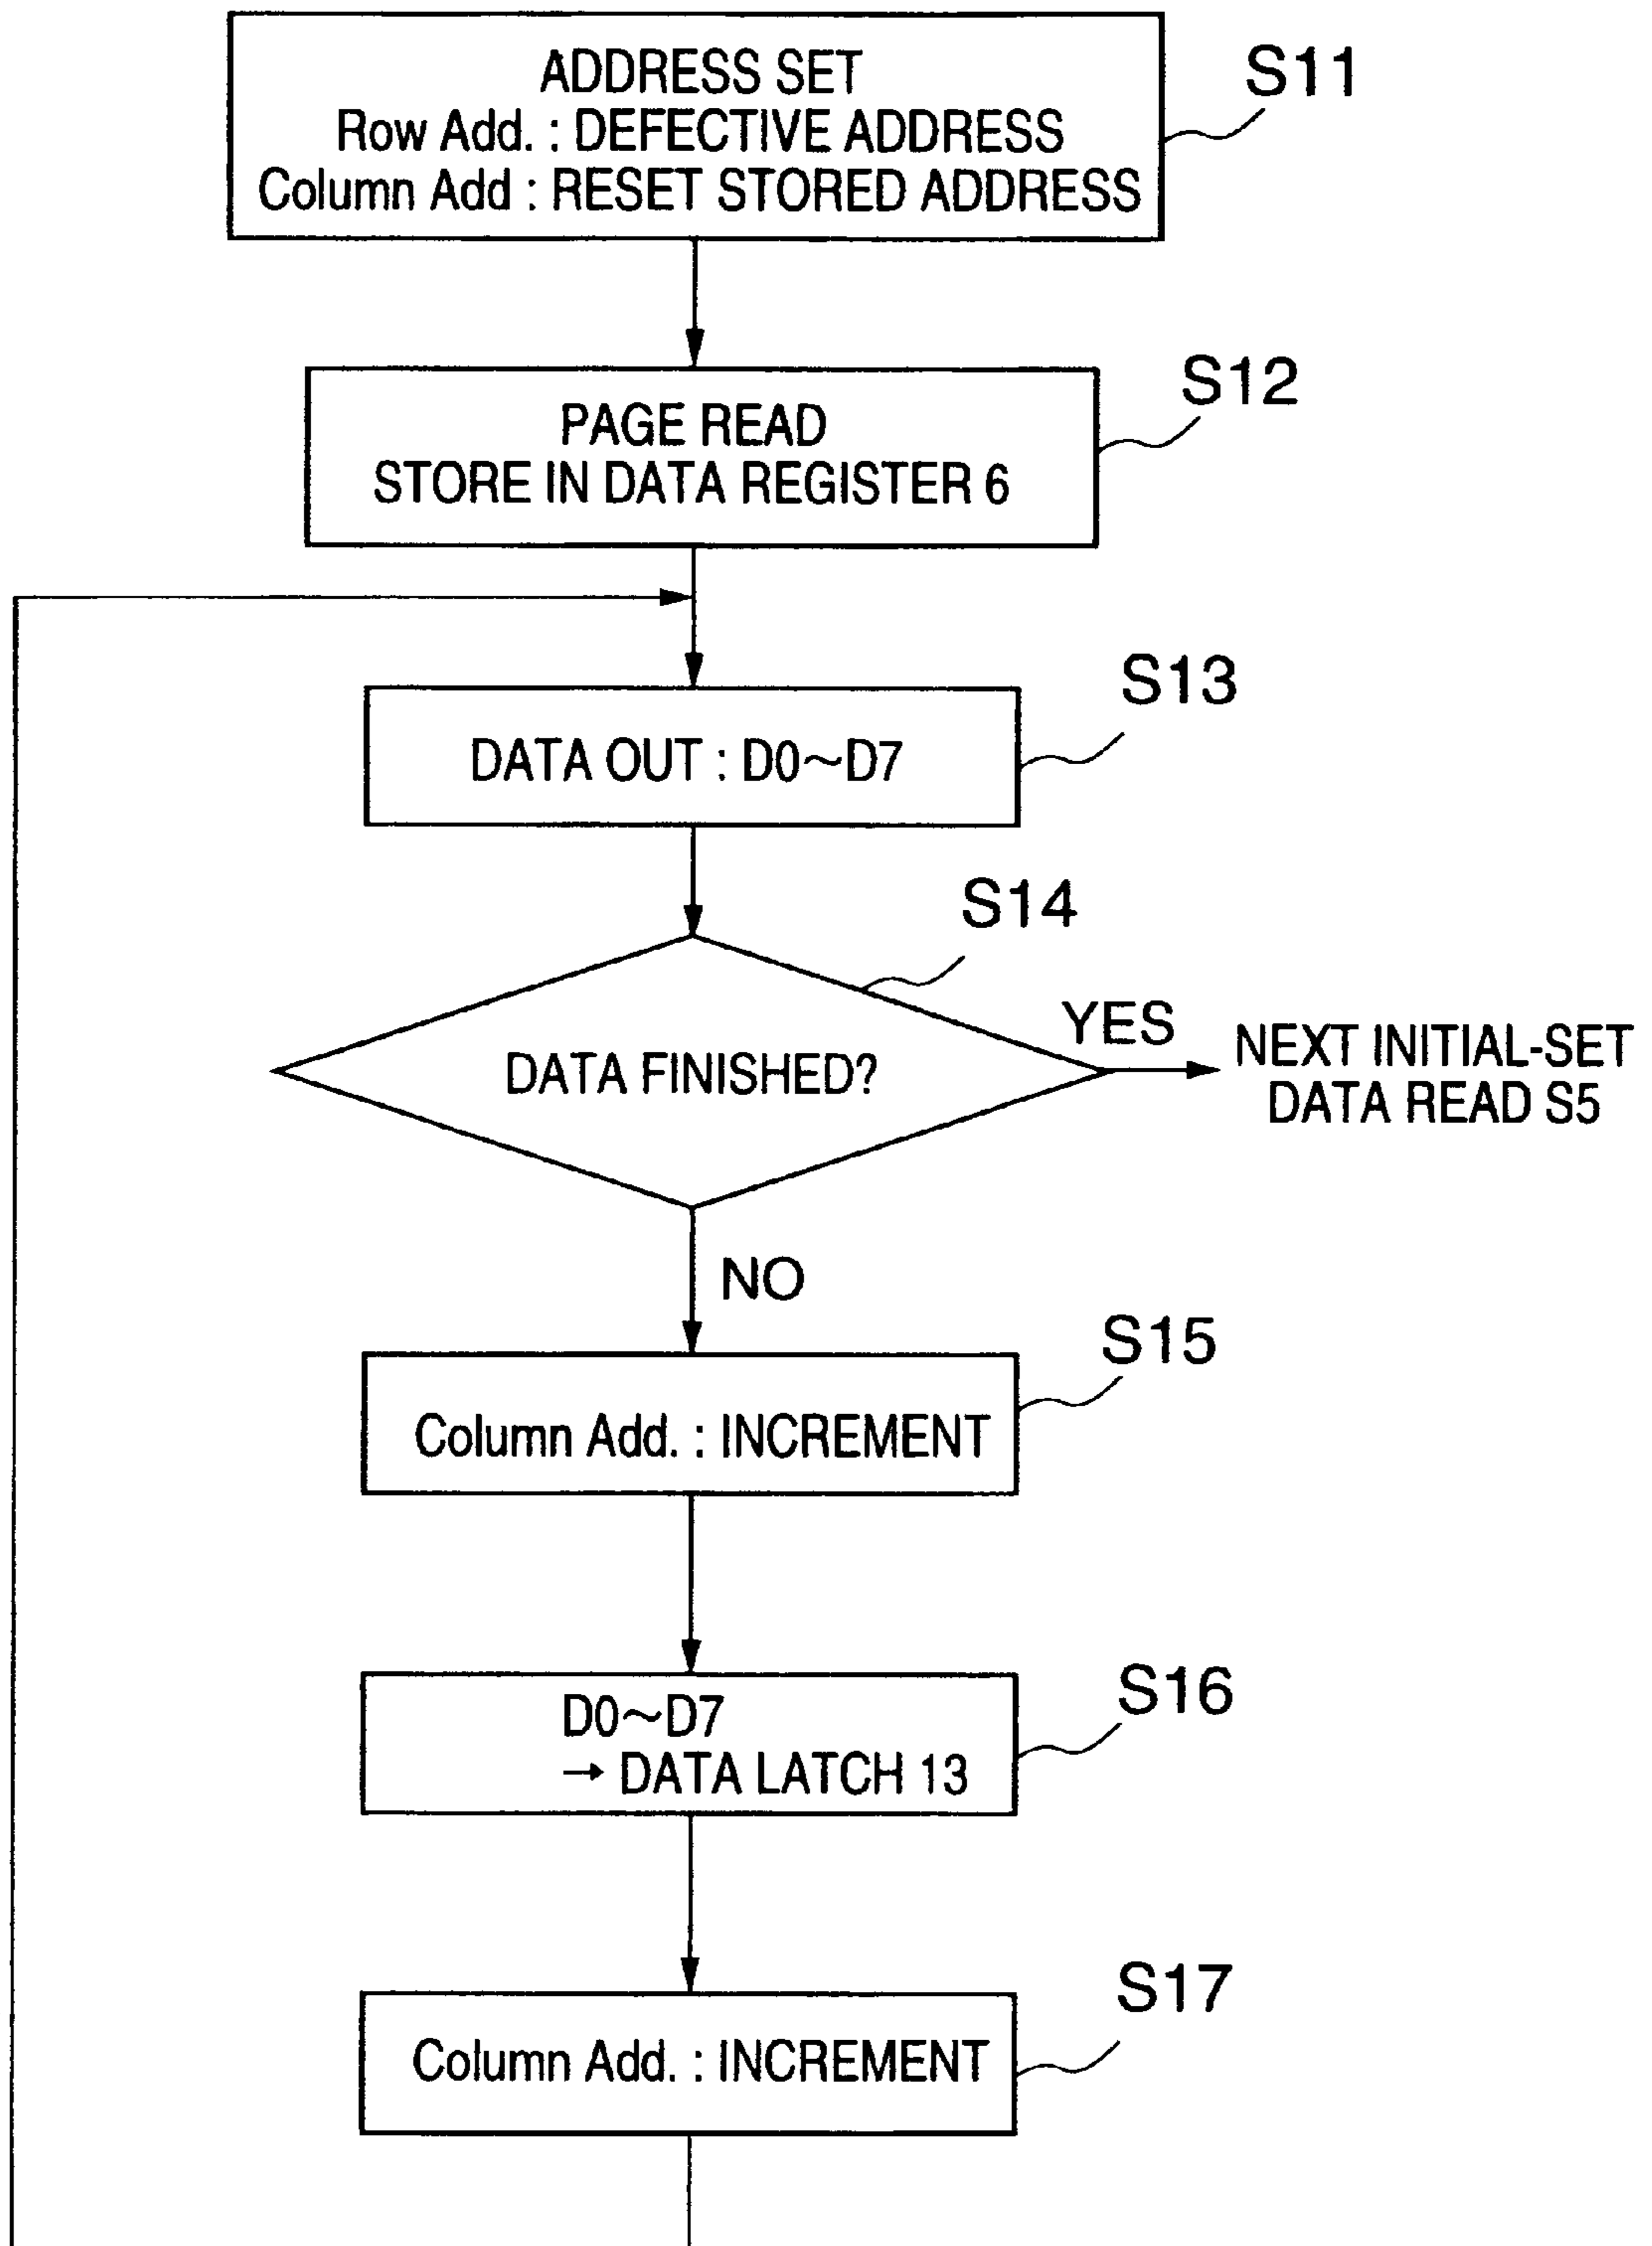 ADDRESS SET
Row Add. : DEFECTIVE ADDRESS
Column Add : RESET STORED ADDRESS
S11
PAGE READ
STORE IN DATA REGISTER 6
S12
DATA OUT : D0～D7
S13
S14
DATA FINISHED?
YES
NEXT INITIAL-SET
DATA READ S5
NO
Column Add. : INCREMENT
S15
D0～D7
→ DATA LATCH 13
S16
Column Add. : INCREMENT
S17